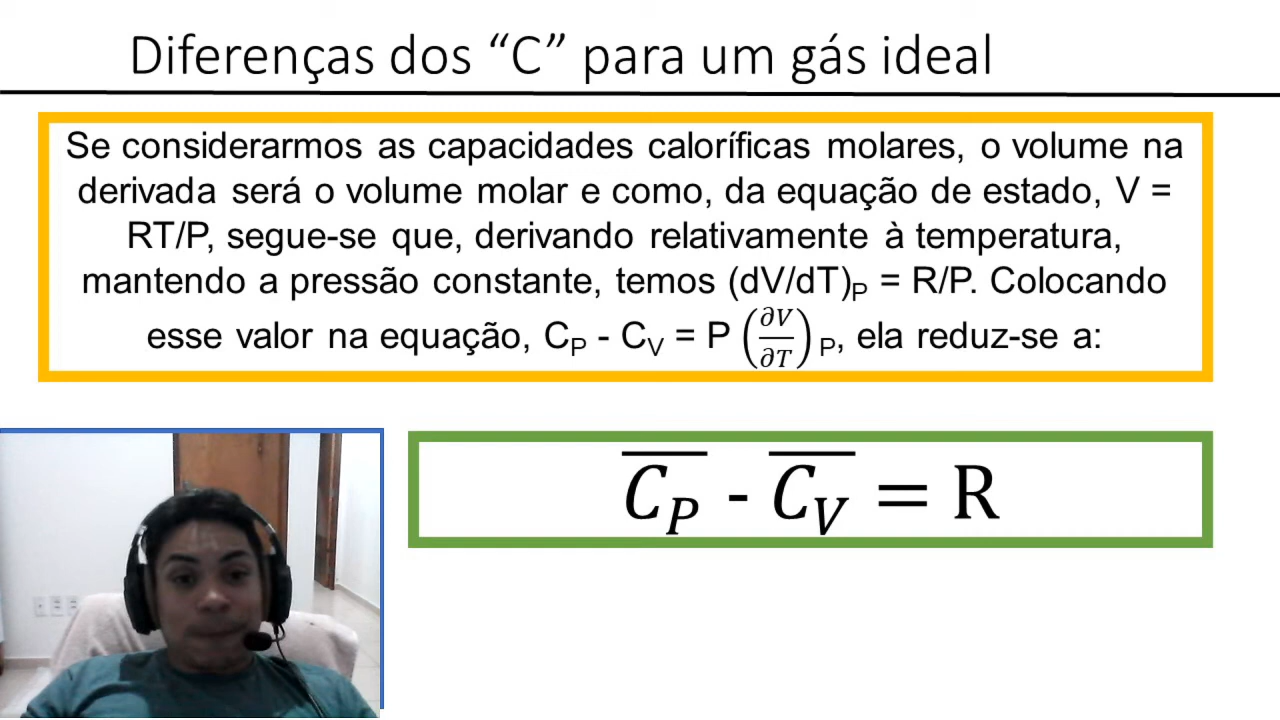 Diferenças dos “C” para um gás ideal
Se considerarmos as capacidades caloríficas molares, o volume na
derivada será o volume molar e como, da equação de estado, V =
RT/P, segue-se que, derivando relativamente à temperatura,
mantendo a pressão constante, temos (dV/dT)P = R/P. Colocando
esse valor na equação, CP - CV = P (∂V/∂T) P, ela reduz-se a:
C̅P - C̅V = R